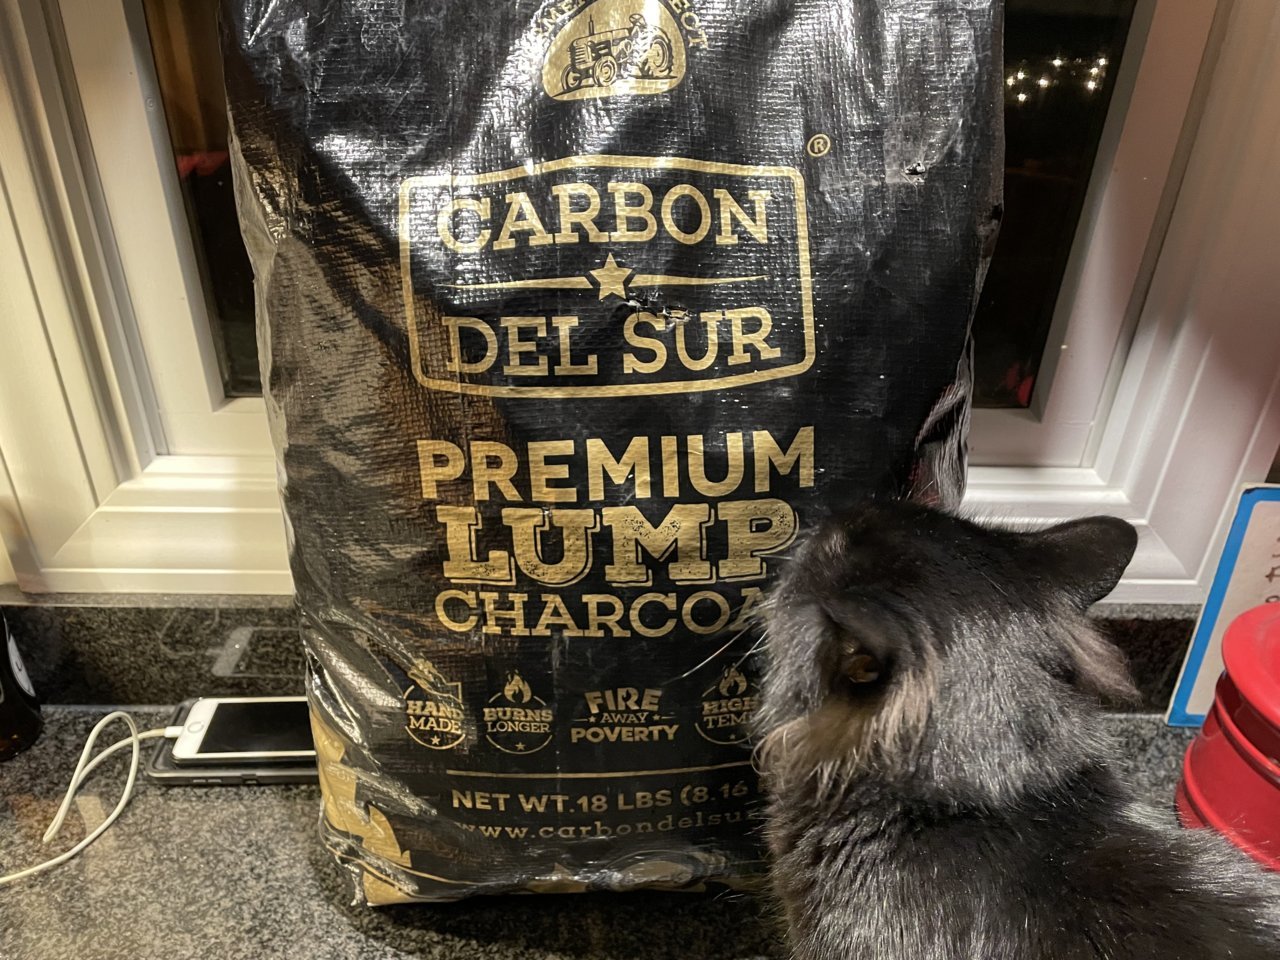 ®
CARBON
DEL SUR
PREMIUM
LUMP
CHARCOA
HAND
MADE
BURNS
LONGER
FIRE
AWAY
POVERTY
HIGH
TEM
NET WT.18 LBS (8.16
www.carbondelsu